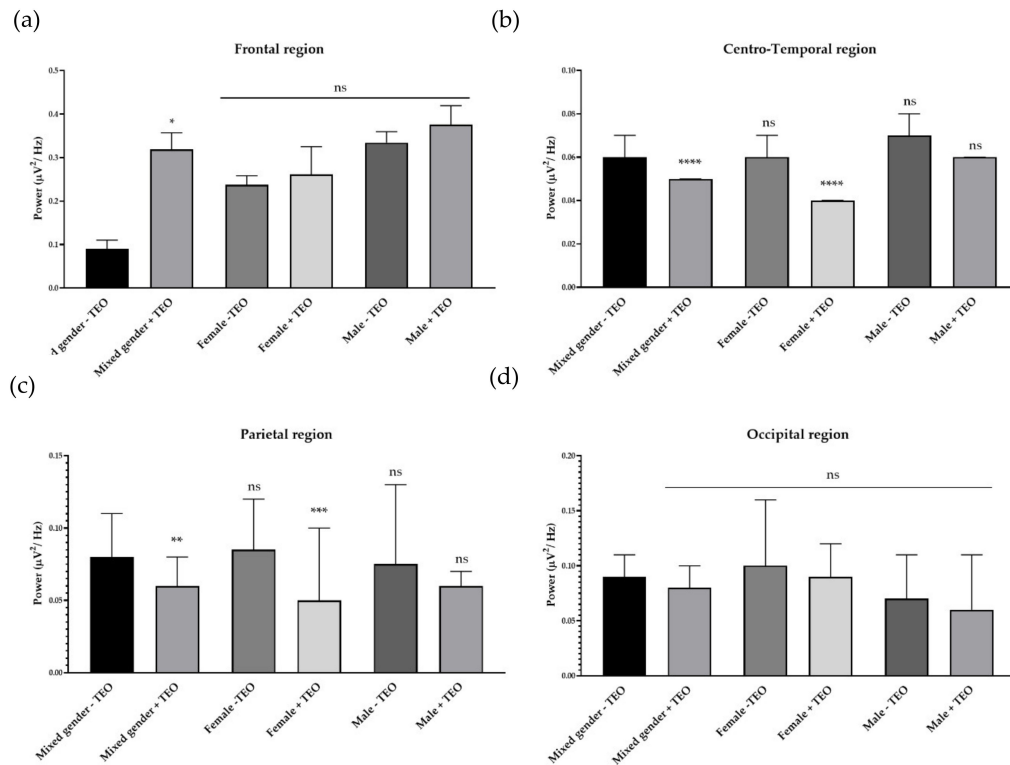 (a)
Frontal region
Power (µV²/ Hz)
0.5
0.4
0.3
0.2
0.1
0.0
*
ns
d gender - TEO
Mixed gender + TEO
Female -TEO
Female + TEO
Male - TEO
Male + TEO
(b)
Centro-Temporal region
Power (µV²/ Hz)
0.10
0.08
0.06
0.04
0.02
0.00
****
ns
****
ns
ns
Mixed gender - TEO
Mixed gender + TEO
Female -TEO
Female + TEO
Male - TEO
Male + TEO
(c)
Parietal region
Power (µV²/ Hz)
0.15
0.10
0.05
0.00
**
ns
***
ns
ns
Mixed gender - TEO
Mixed gender + TEO
Female -TEO
Female + TEO
Male - TEO
Male + TEO
(d)
Occipital region
Power (µV²/ Hz)
0.20
0.15
0.10
0.05
0.00
ns
Mixed gender - TEO
Mixed gender + TEO
Female -TEO
Female + TEO
Male - TEO
Male + TEO